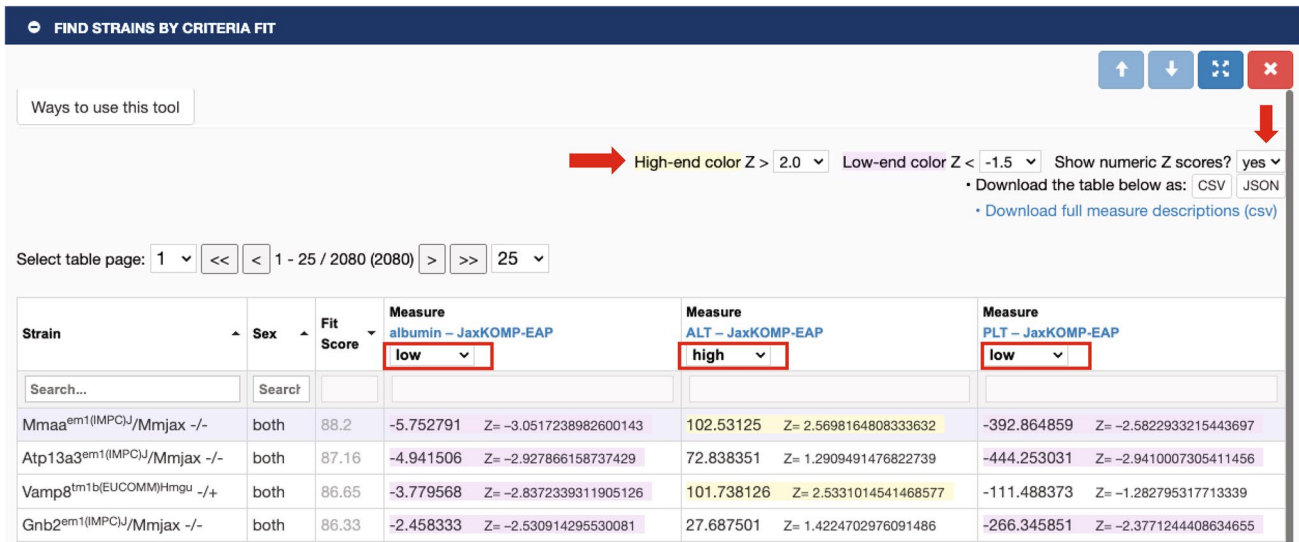 FIND STRAINS BY CRITERIA FIT
Ways to use this tool
High-end color Z > 2.0 Low-end color Z < -1.5 Show numeric Z scores? yes
• Download the table below as: CSV JSON
• Download full measure descriptions (csv)
Select table page: 1 << < 1 - 25 / 2080 (2080) > >> 25
Strain Sex Fit Score Measure albumin – JaxKOMP-EAP low Measure ALT – JaxKOMP-EAP high Measure PLT – JaxKOMP-EAP low
Search... Search
Mmaaem1(IMPC)J/Mmjax -/- both 88.2 -5.752791 Z= -3.0517238982600143 102.53125 Z= 2.5698164808333632 -392.864859 Z= -2.5822933215443697
Atp13a3em1(IMPC)J/Mmjax -/- both 87.16 -4.941506 Z= -2.927866158737429 72.838351 Z= 1.2909491476822739 -444.253031 Z= -2.9410007305411456
Vamp8tm1b(EUCOMM)Hmgu -/+ both 86.65 -3.779568 Z= -2.8372339311905126 101.738126 Z= 2.5331014541468577 -111.488373 Z= -1.282795317713339
Gnb2em1(IMPC)J/Mmjax -/- both 86.33 -2.458333 Z= -2.530914295530081 27.687501 Z= 1.4224702976091486 -266.345851 Z= -2.3771244408634655